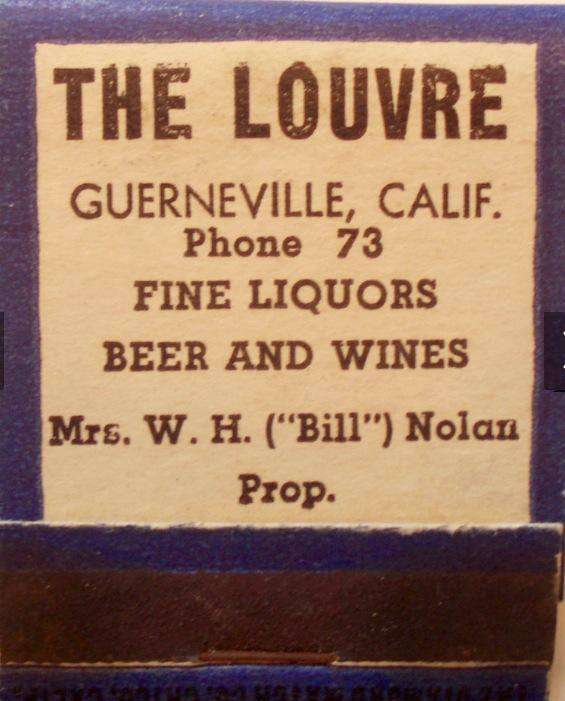 THE LOUVRE
GUERNEVILLE, CALIF.
Phone 73
FINE LIQUORS
BEER AND WINES
Mrs. W. H. ("Bill") Nolan
Prop.